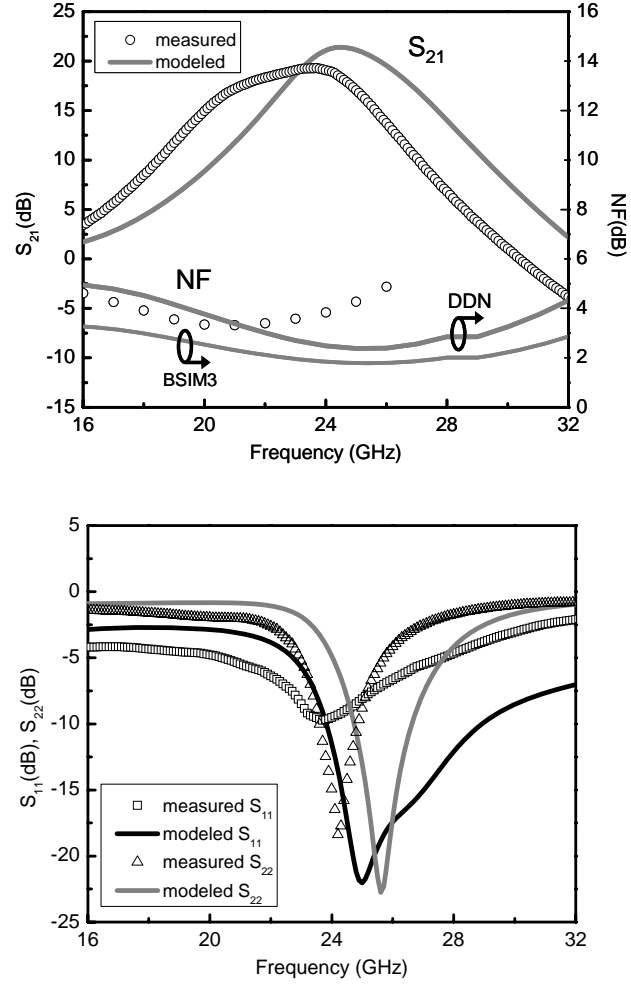 25
20
15
10
5
0
-5
-10
-15
S21(dB)
measured
modeled
S21
NF
BSIM3
DDN
16
14
12
10
8
6
4
2
0
NF(dB)
16 20 24 28 32
Frequency (GHz)
5
0
-5
-10
-15
-20
-25
S11(dB), S22(dB)
measured S11
modeled S11
measured S22
modeled S22
16 20 24 28 32
Frequency (GHz)